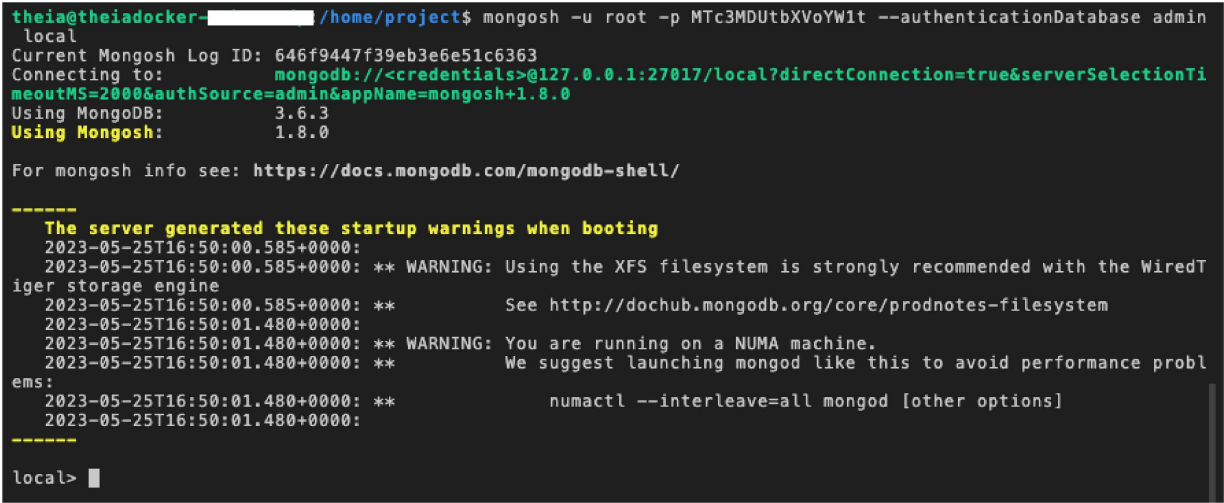 theia@theiadocker-:/home/project$ mongosh -u root -p MTc3MDUtbXVoYW1t --authenticationDatabase admin
local
Current Mongosh Log ID: 646f9447f39eb3e6e51c6363
Connecting to: mongodb://<credentials>@127.0.0.1:27017/local?directConnection=true&serverSelectionTi
meoutMS=2000&authSource=admin&appName=mongosh+1.8.0
Using MongoDB: 3.6.3
Using Mongosh: 1.8.0
For mongosh info see: https://docs.mongodb.com/mongodb-shell/
------
The server generated these startup warnings when booting
2023-05-25T16:50:00.585+0000:
2023-05-25T16:50:00.585+0000: ** WARNING: Using the XFS filesystem is strongly recommended with the WiredT
iger storage engine
2023-05-25T16:50:00.585+0000: ** See http://dochub.mongodb.org/core/prodnotes-filesystem
2023-05-25T16:50:01.480+0000:
2023-05-25T16:50:01.480+0000: ** WARNING: You are running on a NUMA machine.
2023-05-25T16:50:01.480+0000: ** We suggest launching mongod like this to avoid performance probl
ems:
2023-05-25T16:50:01.480+0000: ** numactl --interleave=all mongod [other options]
2023-05-25T16:50:01.480+0000:
------
local>